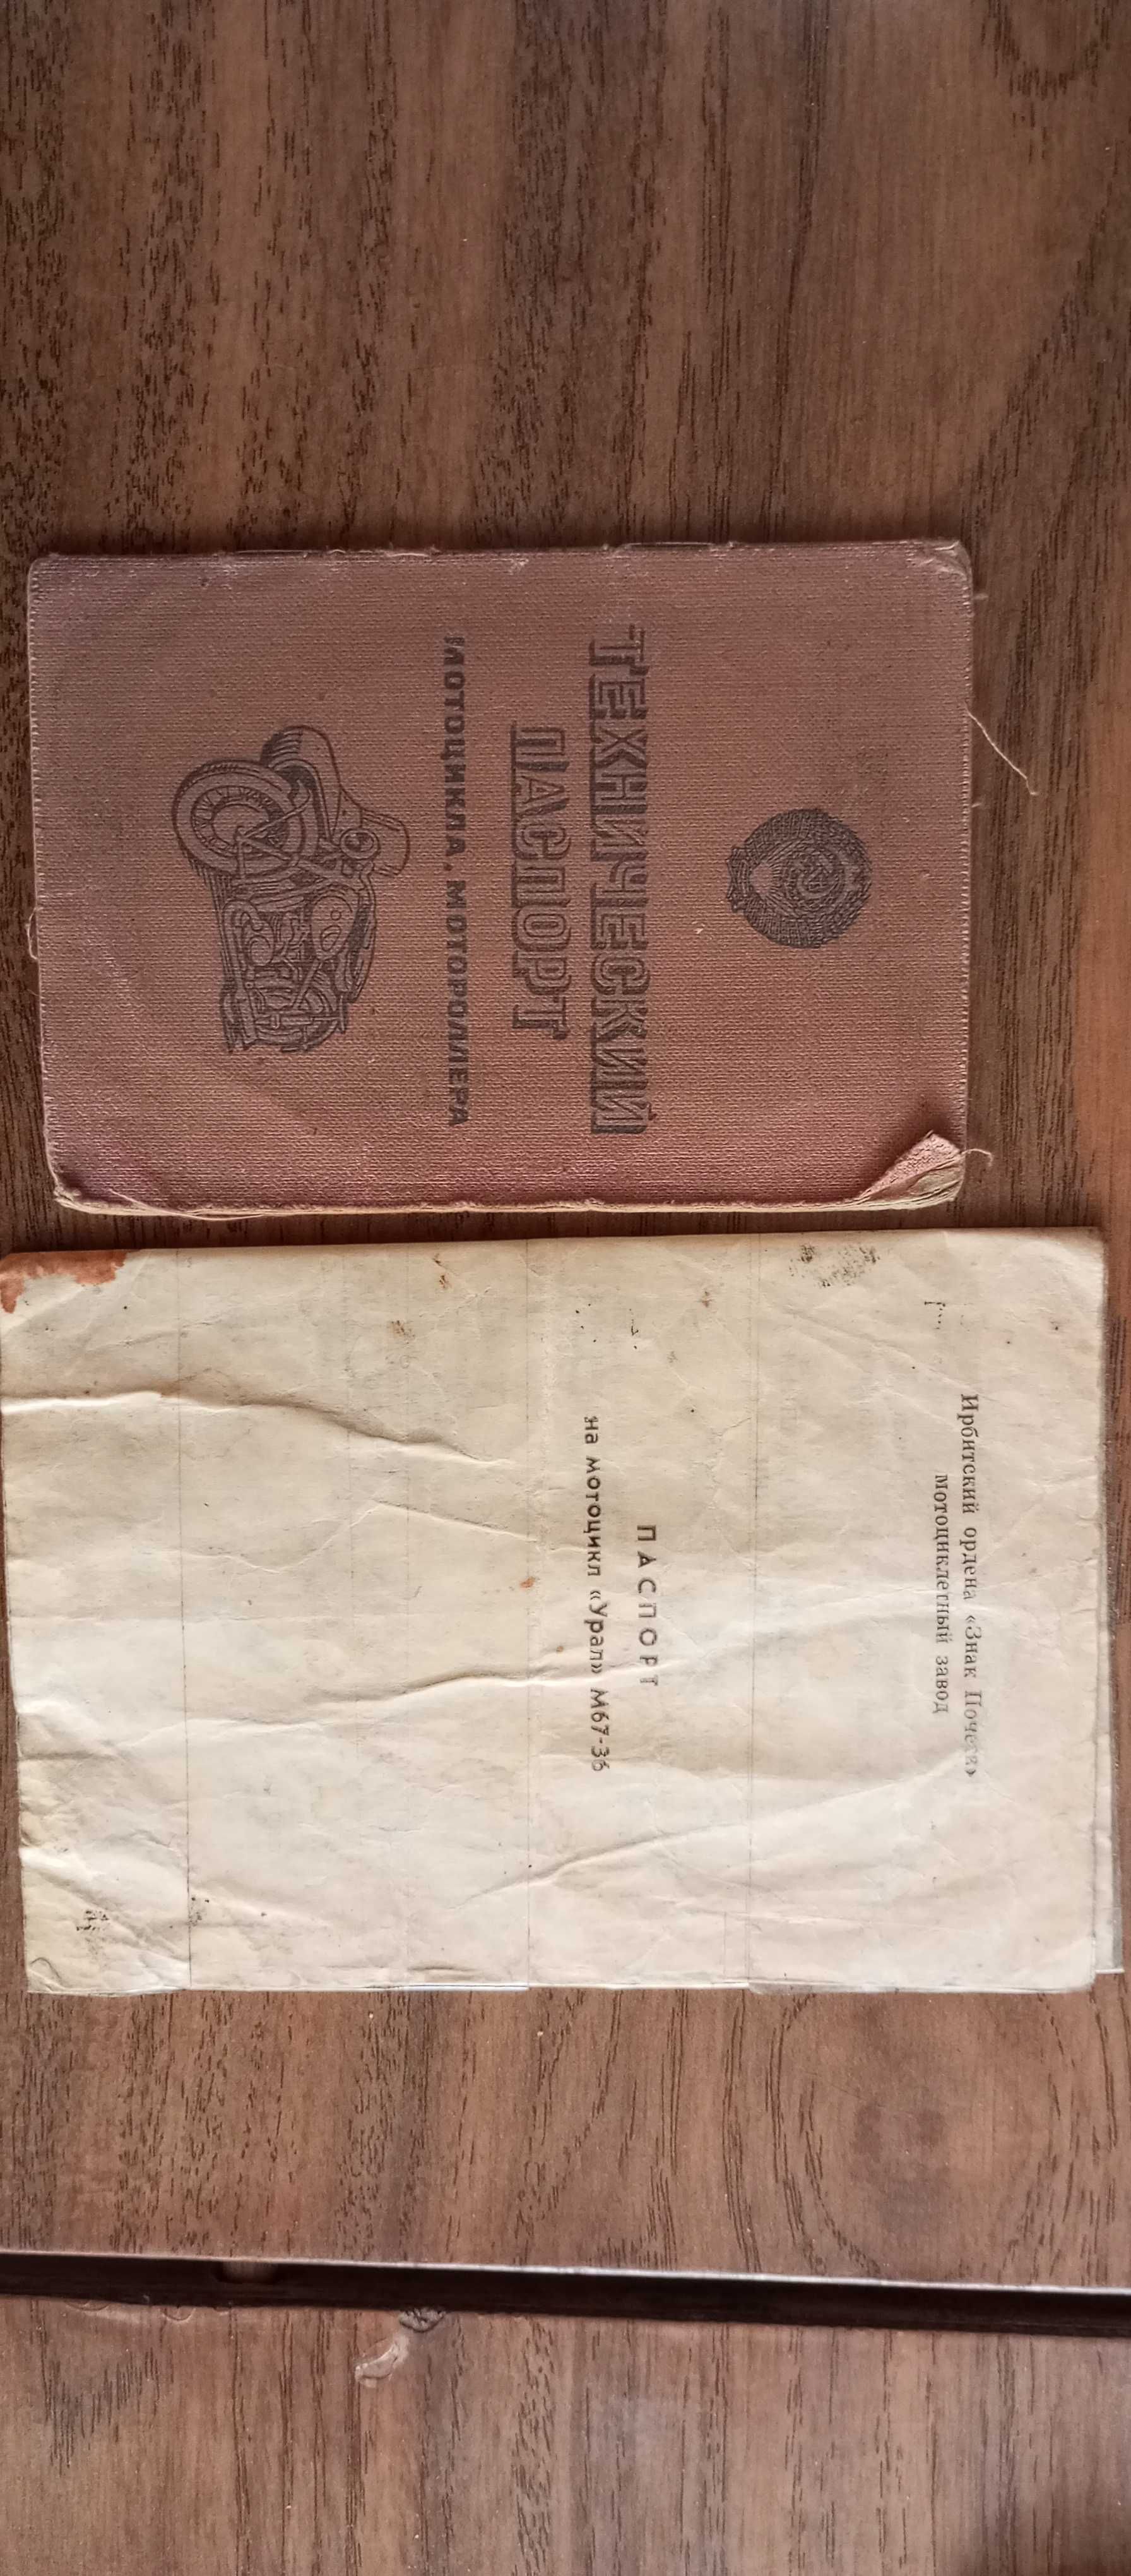 ТЕХНИЧЕСКИЙ
ПАСПОРТ
МОТОЦИКЛА, МОТОРОЛЛЕРА
Ирбитский ордена «Знак Почета»
мотоциклетный завод
ПАСПОРТ
на мотоцикл «Урал» М67-36